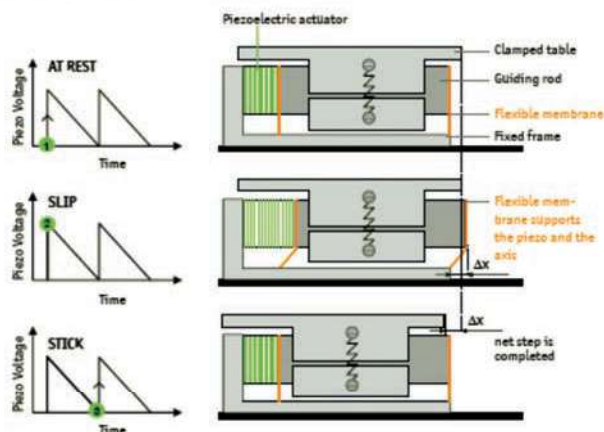 Piezoelectric actuator
AT REST
Piezo Voltage
1
Time
Clamped table
Guiding rod
Flexible membrane
Fixed frame
SLIP
Piezo Voltage
2
Time
Flexible mem-
brane supports
the piezo and the
axis
Δx
STICK
Piezo Voltage
Time
Δx
net step is
completed